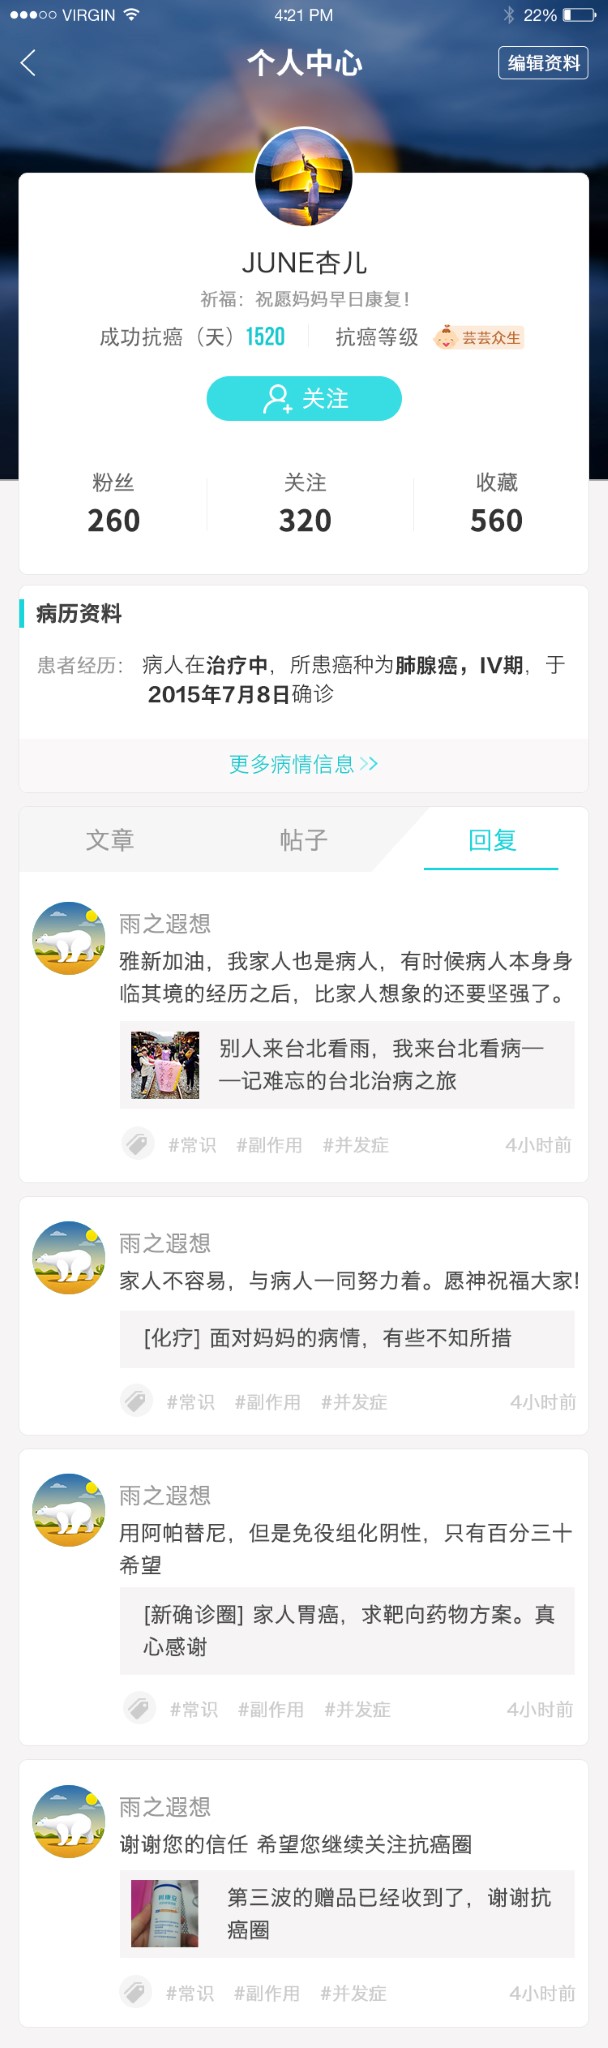 VIRGIN 4:21 PM 22%
个人中心 编辑资料
JUNE杏儿
祈福：祝愿妈妈早日康复！
成功抗癌（天）1520 抗癌等级 芸芸众生
关注
粉丝 关注 收藏
260 320 560
病历资料
患者经历： 病人在治疗中，所患癌种为肺腺癌，IV期，于
2015年7月8日确诊
更多病情信息>>
文章 帖子 回复
雨之遐想
雅新加油，我家人也是病人，有时候病人本身身
临其境的经历之后，比家人想象的还要坚强了。
别人来台北看雨，我来台北看病—
—记难忘的台北治病之旅
#常识 #副作用 #并发症 4小时前
雨之遐想
家人不容易，与病人一同努力着。愿神祝福大家!
[化疗] 面对妈妈的病情，有些不知所措
#常识 #副作用 #并发症 4小时前
雨之遐想
用阿帕替尼，但是免役组化阴性，只有百分三十
希望
[新确诊圈] 家人胃癌，求靶向药物方案。真
心感谢
#常识 #副作用 #并发症 4小时前
雨之遐想
谢谢您的信任 希望您继续关注抗癌圈
第三波的赠品已经收到了，谢谢抗
癌圈
#常识 #副作用 #并发症 4小时前